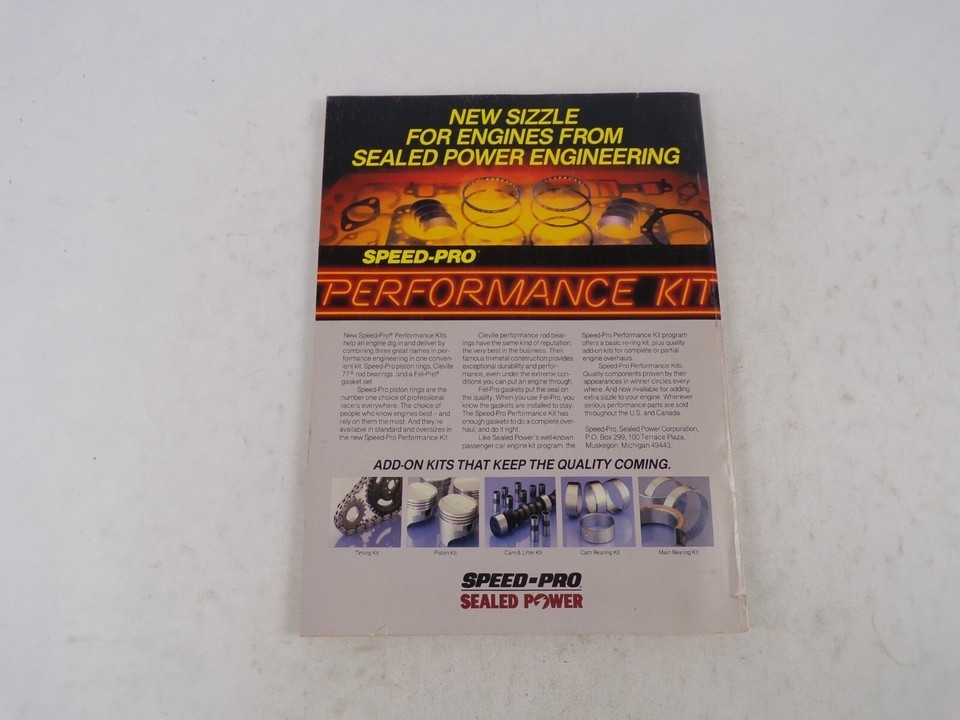 NEW SIZZLE
FOR ENGINES FROM
SEALED POWER ENGINEERING
SPEED-PRO®
PERFORMANCE KIT
New Speed-Pro® Performance Kits
help an engine dig in and deliver by
combining three great names in per-
formance engineering in one conven-
ient kit. Speed-Pro piston rings, Clevite
77® rod bearings, and a Fel-Pro®
gasket set.
Speed-Pro piston rings are the
number one choice of professional
racers everywhere. The choice of
people who know engines best – and
rely on them the most. And they're
available in standard and oversizes in
the new Speed-Pro Performance Kit.
Clevite performance rod bear-
ings have the same kind of reputation:
the very best in the business. Their
famous tri-metal construction provides
exceptional durability and perfor-
mance, even under the extreme con-
ditions you can put an engine through.
Fel-Pro gaskets put the seal on
the quality. When you use Fel-Pro, you
know the gaskets are installed to stay.
The Speed-Pro Performance Kit has
enough gaskets to do a complete over-
haul, and do it right.
Like Sealed Power's well-known
passenger car engine kit program, the
Speed-Pro Performance Kit program
offers a basic re-ring kit, plus quality
add-on kits for complete or partial
engine overhauls.
Speed-Pro Performance Kits.
Quality components proven by their
appearances in winner circles every-
where. And now available for adding
extra sizzle to your engine. Wherever
serious performance parts are sold
throughout the U.S. and Canada.
Speed-Pro, Sealed Power Corporation,
P.O. Box 299, 100 Terrace Plaza,
Muskegon, Michigan 49443.
ADD-ON KITS THAT KEEP THE QUALITY COMING.
Timing Kit
Piston Kit
Cam & Lifter Kit
Cam Bearing Kit
Main Bearing Kit
SPEED-PRO
SEALED POWER